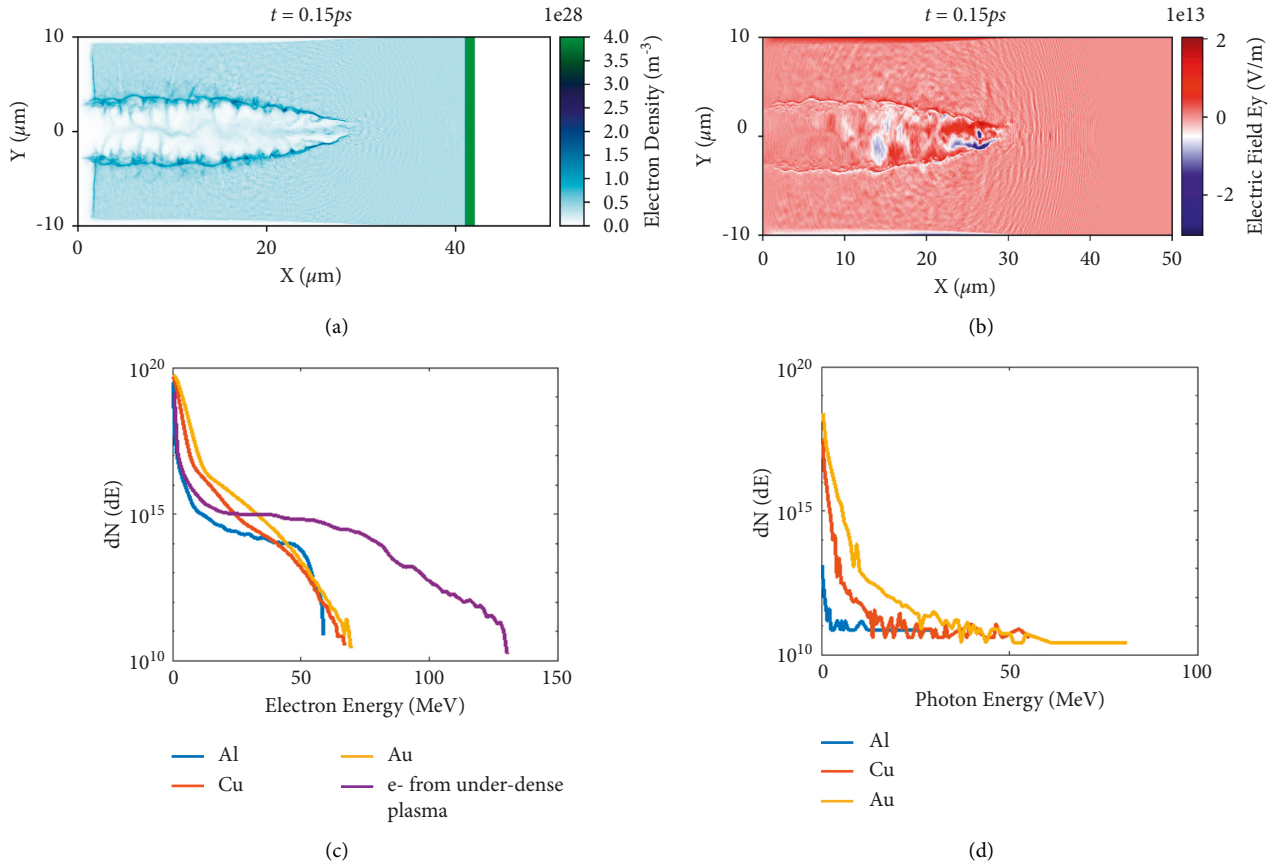 t = 0.15ps
1e28
10
0
-10
Y (μm)
0
20
40
X (μm)
4.0
3.5
3.0
2.5
2.0
1.5
1.0
0.5
0.0
Electron Density (m⁻³)
(a)
t = 0.15ps
1e13
10
0
-10
Y (μm)
0
10
20
30
40
50
X (μm)
2
0
-2
Electric Field Ey (V/m)
(b)
10²⁰
10¹⁵
10¹⁰
dN (dE)
0
50
100
150
Electron Energy (MeV)
Al
Cu
Au
e- from under-dense
plasma
(c)
10²⁰
10¹⁵
10¹⁰
dN (dE)
0
50
100
Photon Energy (MeV)
Al
Cu
Au
(d)